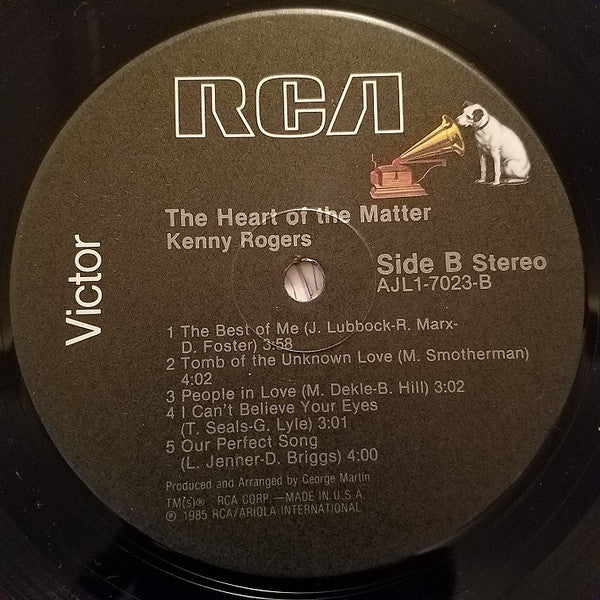 RCA
Victor
The Heart of the Matter
Kenny Rogers
Side B Stereo
AJL1-7023-B
1 The Best of Me (J. Lubbock-R. Marx-
D. Foster) 3:58
2 Tomb of the Unknown Love (M. Smotherman)
4:02
3 People in Love (M. Dekle-B. Hill) 3:02
4 I Can't Believe Your Eyes
(T. Seals-G. Lyle) 3:01
5 Our Perfect Song
(L. Jenner-D. Briggs) 4:00
Produced and Arranged by George Martin
TM(S)® RCA CORP.—MADE IN U.S.A.
℗ 1985 RCA/ARIOLA INTERNATIONAL